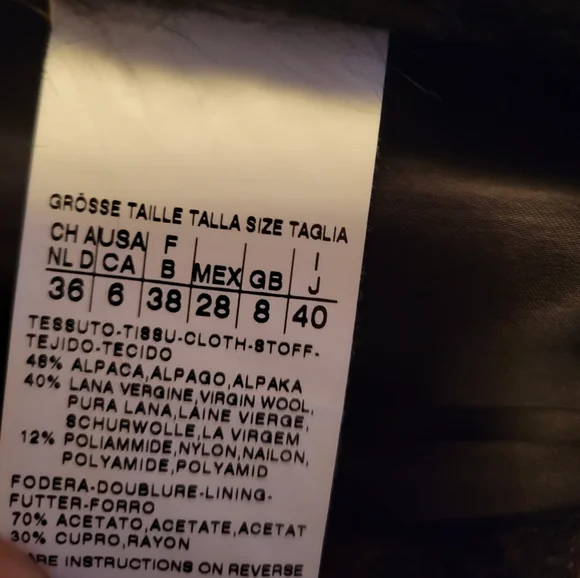 GRÖSSE TAILLE TALLA SIZE TAGLIA
CH A USA F I
NL D CA B MEX GB J
36 6 38 28 8 40
TESSUTO-TISSU-CLOTH-STOFF-
TEJIDO-TECIDO
48% ALPACA,ALPAGO,ALPAKA
40% LANA VERGINE,VIRGIN WOOL,
PURA LANA,LAINE VIERGE,
SCHURWOLLE,LA VIRGEM
12% POLIAMMIDE,NYLON,NAILON,
POLYAMIDE,POLYAMID
FODERA-DOUBLURE-LINING-
FUTTER-FORRO
70% ACETATO,ACETATE,ACETAT
30% CUPRO,RAYON
INSTRUCTIONS ON REVERSE